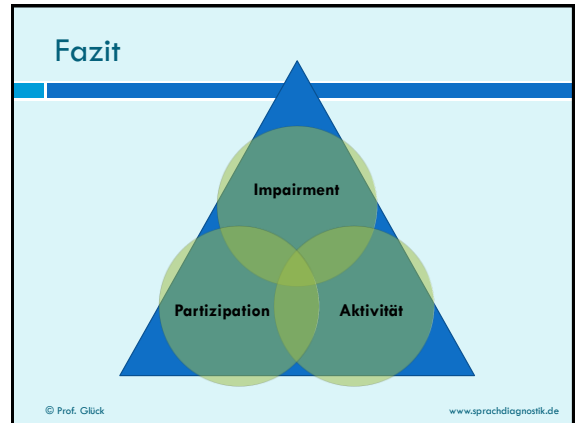 Fazit
Impairment
Partizipation Aktivität
© Prof. Glück www.sprachdiagnostik.de